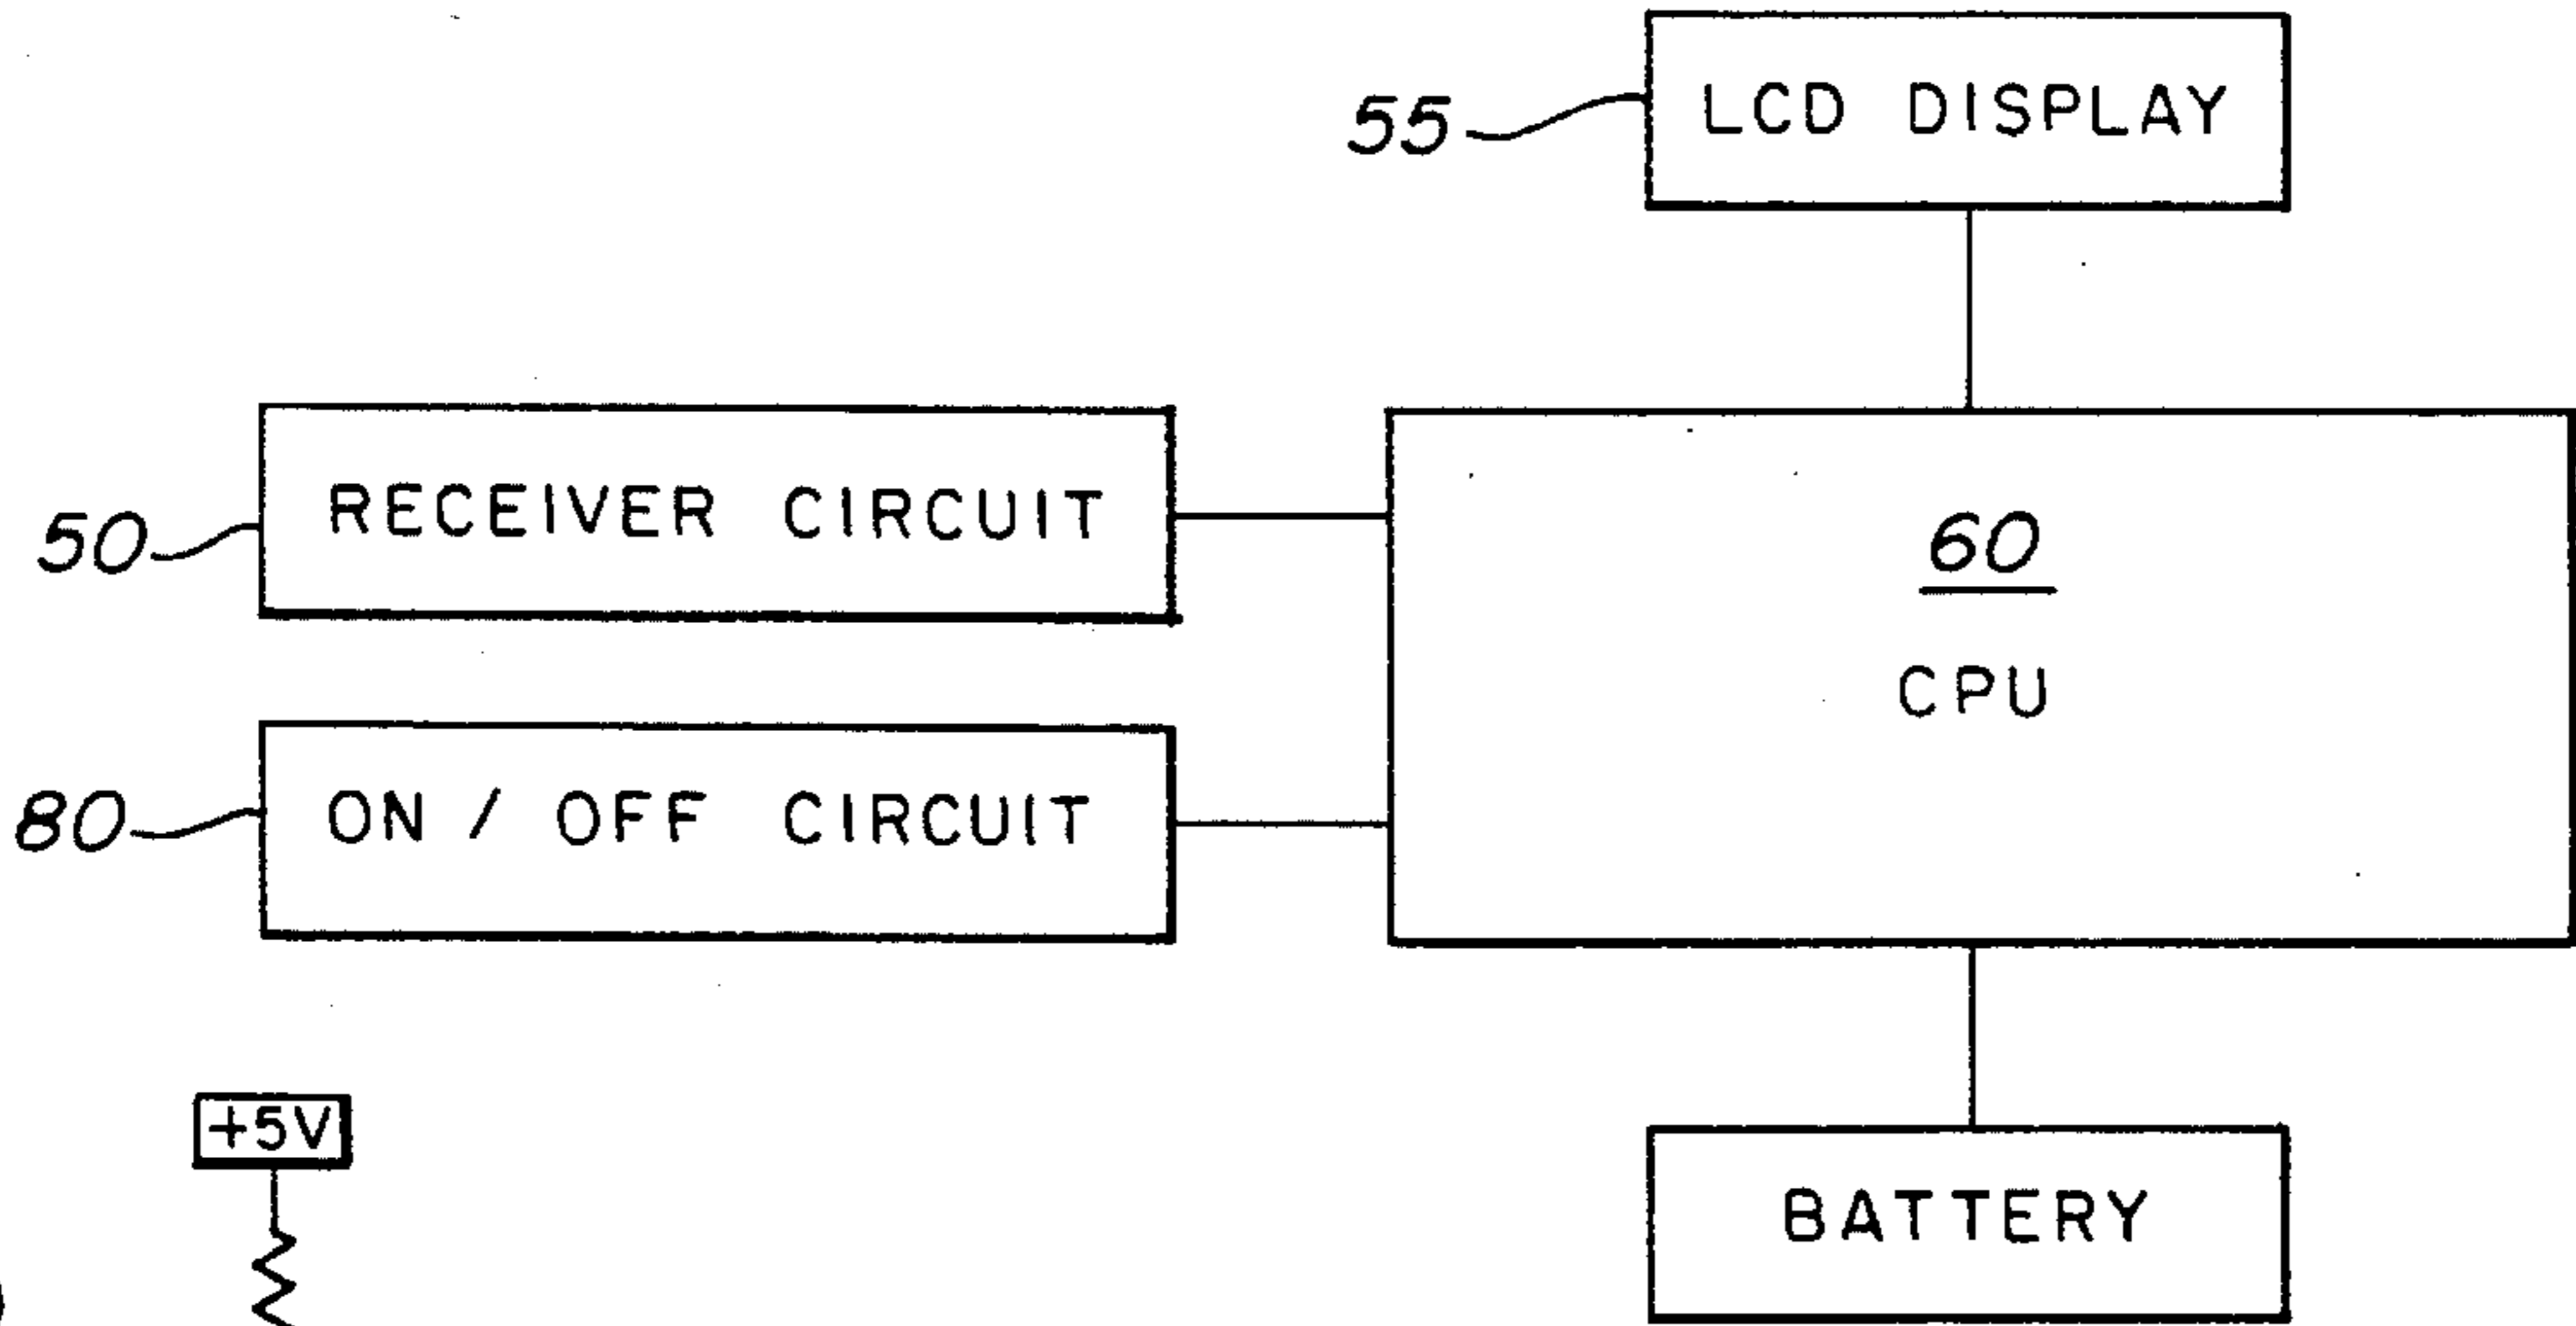 55
LCD DISPLAY
50
RECEIVER CIRCUIT
60
CPU
80
ON / OFF CIRCUIT
+5V
BATTERY